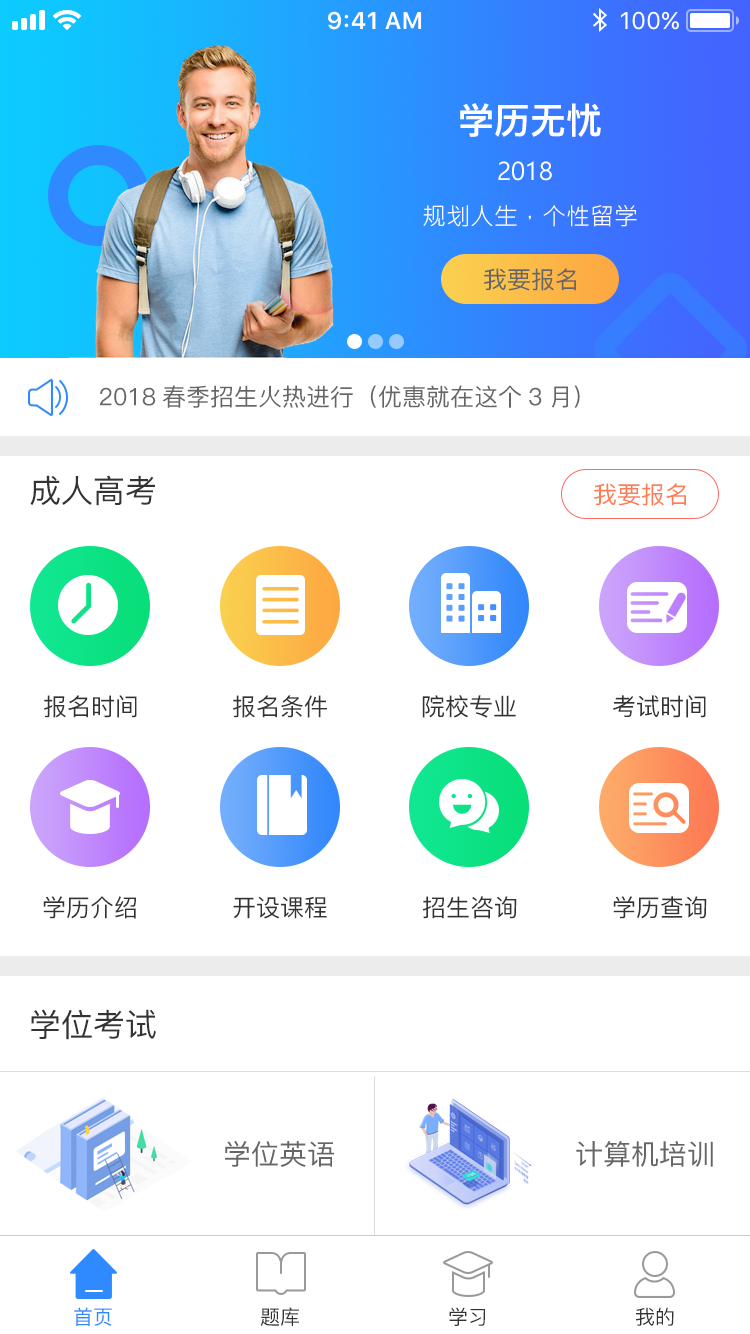 9:41 AM
100%
学历无忧
2018
规划人生 · 个性留学
我要报名
2018 春季招生火热进行（优惠就在这个 3 月）
成人高考
我要报名
报名时间
报名条件
院校专业
考试时间
学历介绍
开设课程
招生咨询
学历查询
学位考试
学位英语
计算机培训
首页
题库
学习
我的